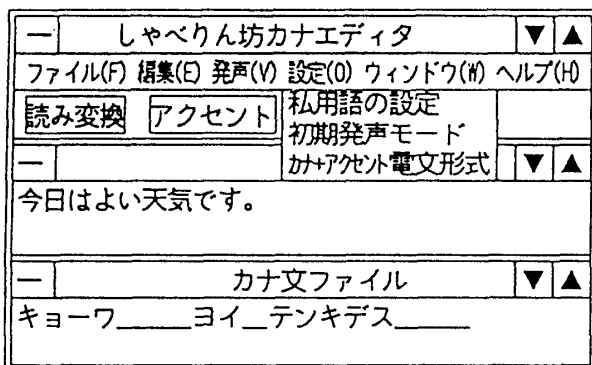 しゃべりん坊カナエディタ ▼ ▲
ファイル(F) 編集(E) 発声(V) 設定(O) ウィンドウ(W) ヘルプ(H)
読み変換 アクセント 私用語の設定
初期発声モード
カナ+アクセント電文形式 ▼ ▲
今日はよい天気です。
カナ文ファイル ▼ ▲
キョーワ______ヨイ__テンキデス______